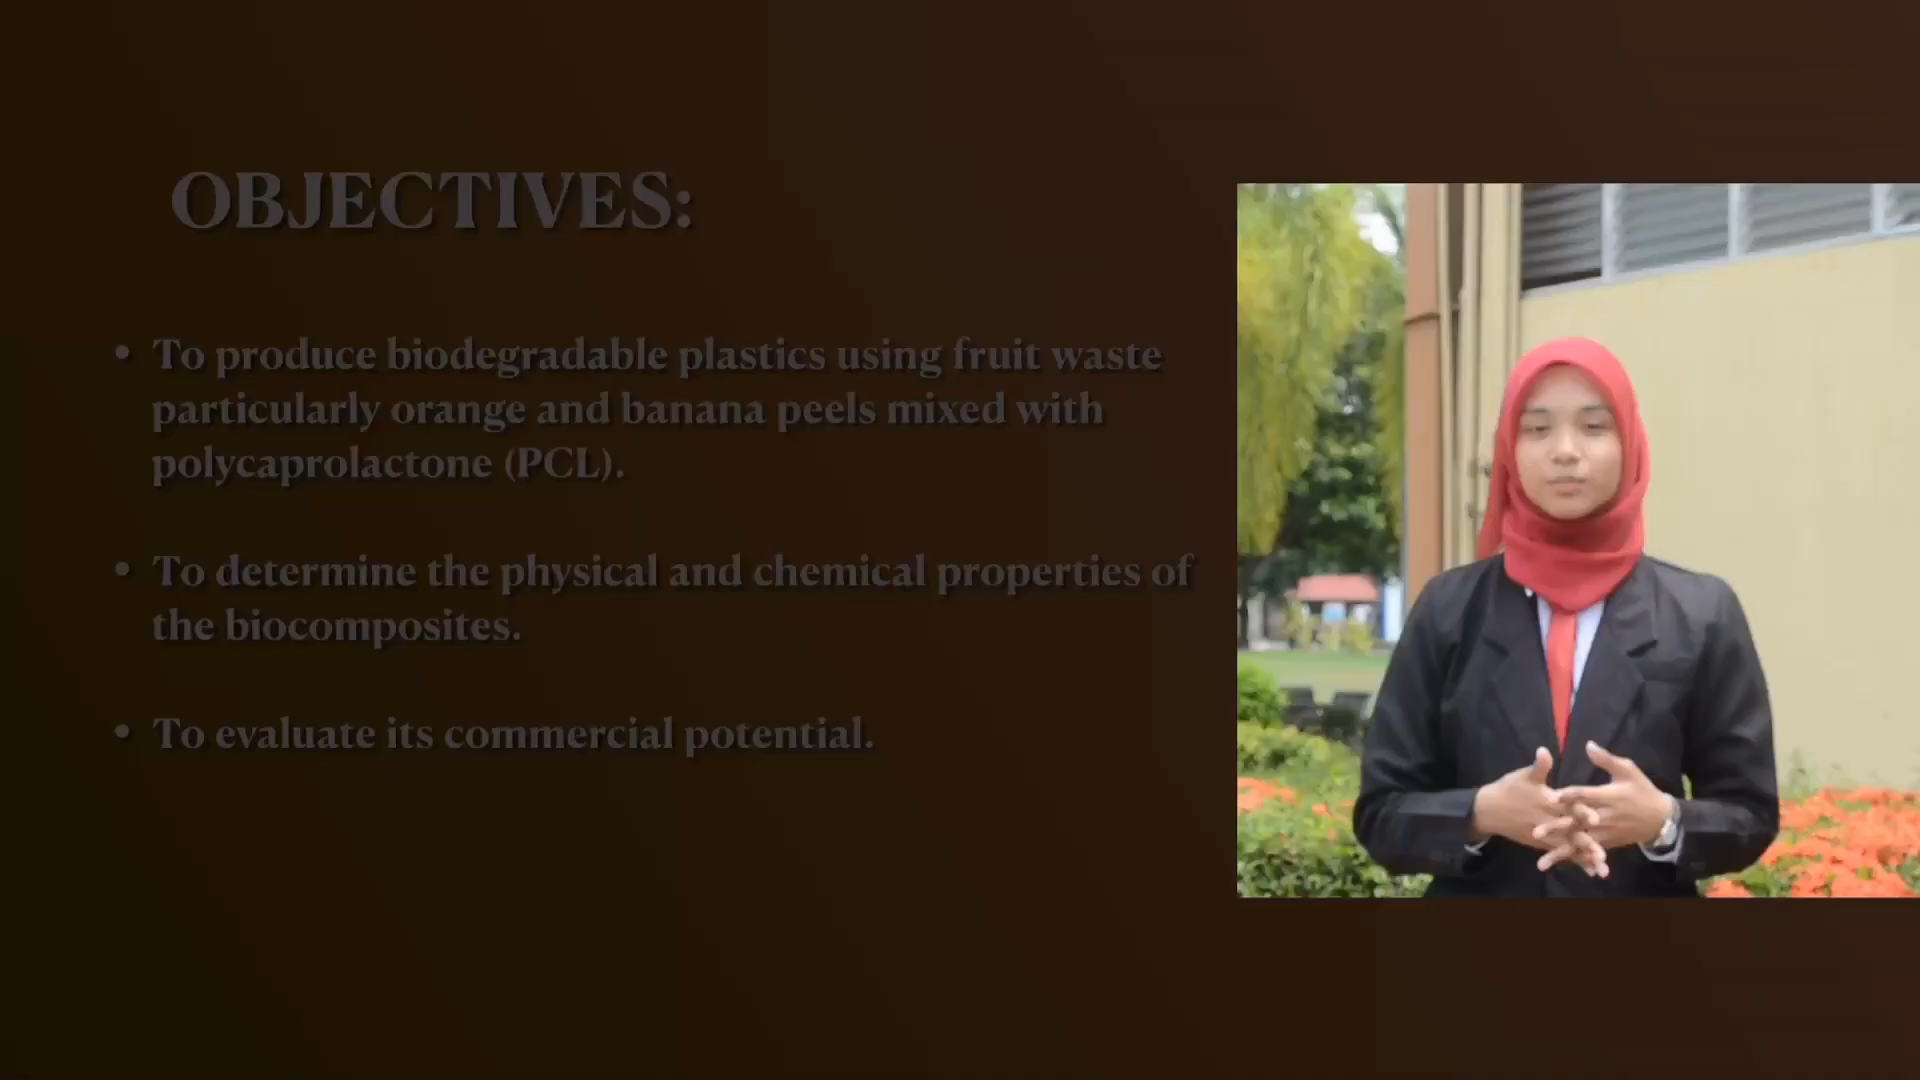 OBJECTIVES:
• To produce biodegradable plastics using fruit waste
particularly orange and banana peels mixed with
polycaprolactone (PCL).
• To determine the physical and chemical properties of
the biocomposites.
• To evaluate its commercial potential.